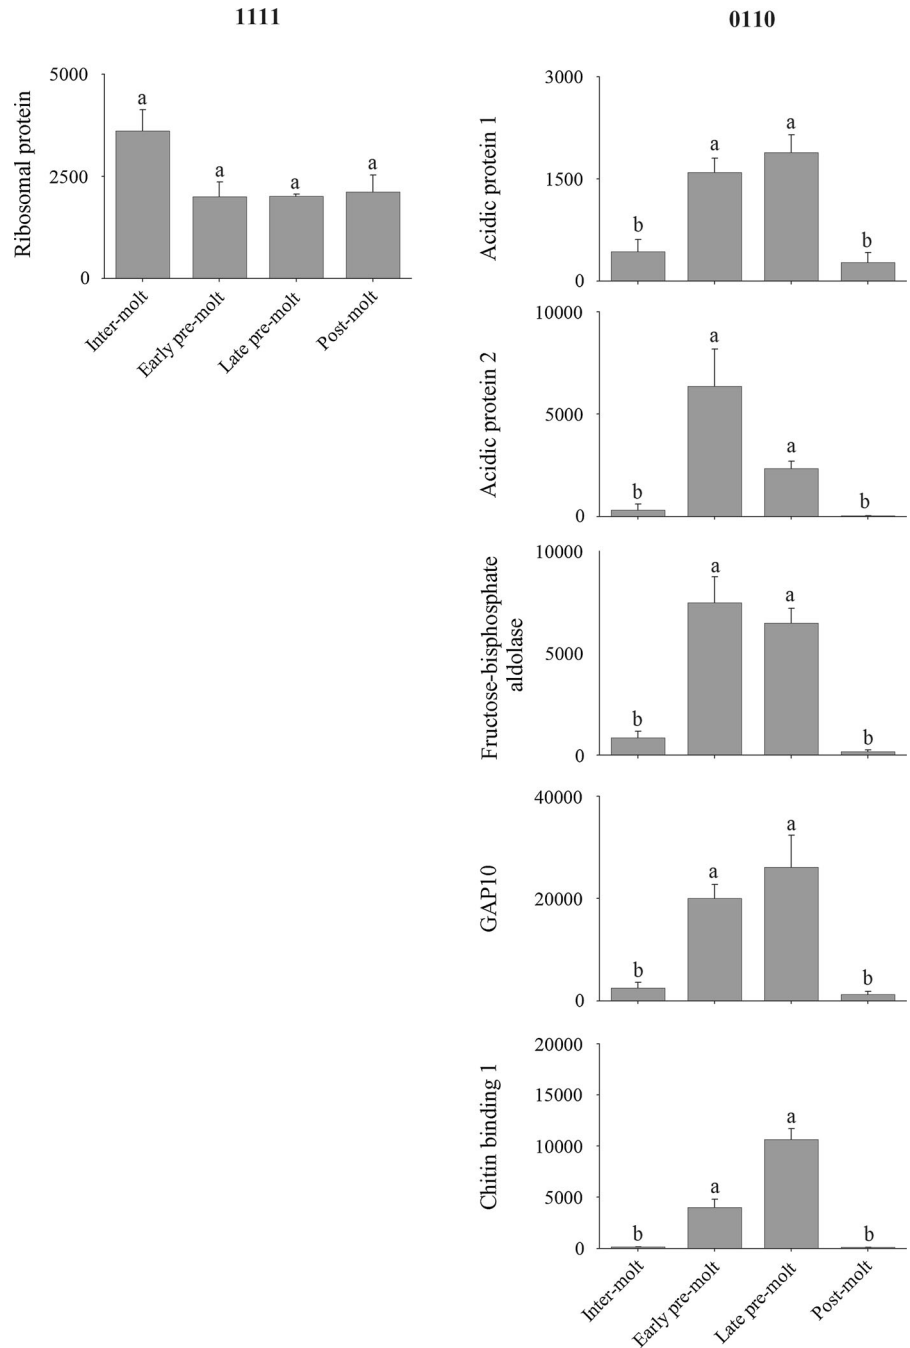 1111
Ribosomal protein
5000
2500
0
a
a
a
a
Inter-molt
Early pre-molt
Late pre-molt
Post-molt
0110
Acidic protein 1
3000
1500
0
b
a
a
b
Acidic protein 2
10000
5000
0
b
a
a
b
Fructose-bisphosphate
aldolase
10000
5000
0
b
a
a
b
GAP10
40000
20000
0
b
a
a
b
Chitin binding 1
20000
15000
10000
5000
0
b
a
a
b
Inter-molt
Early pre-molt
Late pre-molt
Post-molt